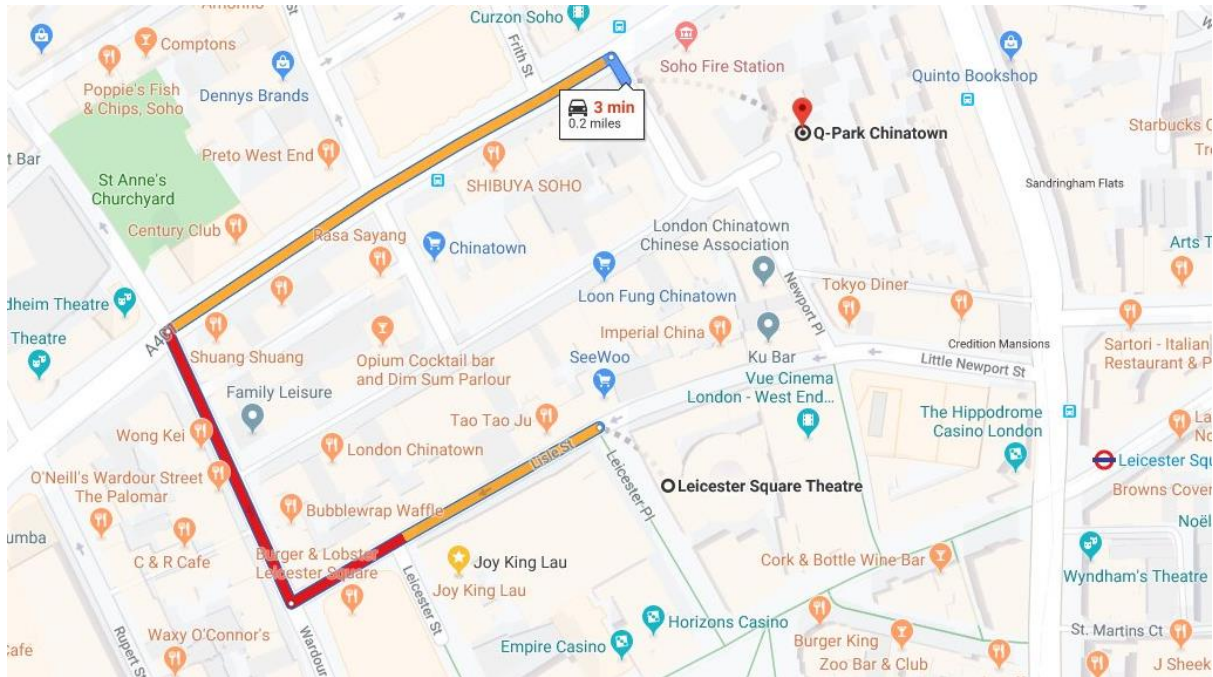 Curzon Soho
Comptons
Poppie's Fish
& Chips, Soho
Dennys Brands
Frith St
Soho Fire Station
Quinto Bookshop
3 min
0.2 miles
Q-Park Chinatown
Starbucks C
t Bar
Preto West End
SHIBUYA SOHO
St Anne's
Churchyard
Sandringham Flats
Century Club
Rasa Sayang
Chinatown
London Chinatown
Chinese Association
Arts T
dheim Theatre
Loon Fung Chinatown
Newport Pl
Tokyo Diner
Theatre
Shuang Shuang
Opium Cocktail bar
and Dim Sum Parlour
Imperial China
SeeWoo
Ku Bar
Credition Mansions
Sartori - Italian
Restaurant & P
Little Newport St
Family Leisure
Vue Cinema
London - West End...
Tao Tao Ju
The Hippodrome
Casino London
Wong Kei
London Chinatown
Lisle St
O'Neill's Wardour Street
The Palomar
Leicester Pl
Leicester Square Theatre
Leicester Squ
Browns Cover
Bubblewrap Waffle
Noël
umba
C & R Cafe
Burger & Lobster
Leicester Square
Joy King Lau
Joy King Lau
Cork & Bottle Wine Bar
Wyndham's Theatre
Leicester St
Rupert St
Waxy O'Connor's
Wardour
Horizons Casino
Empire Casino
Burger King
Zoo Bar & Club
St. Martins Ct
J Sheek